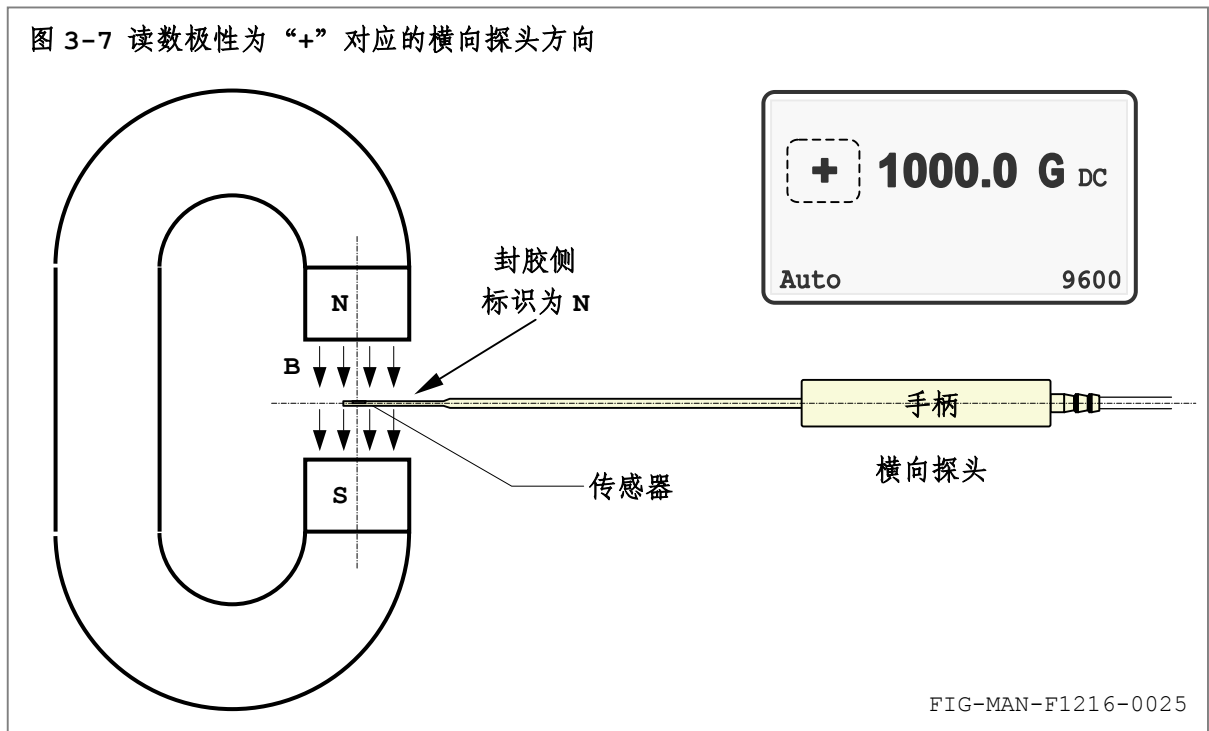 图 3-7 读数极性为“+”对应的横向探头方向
+ 1000.0 G DC
Auto 9600
封胶侧
标识为 N
N
B
手柄
横向探头
传感器
S
FIG-MAN-F1216-0025